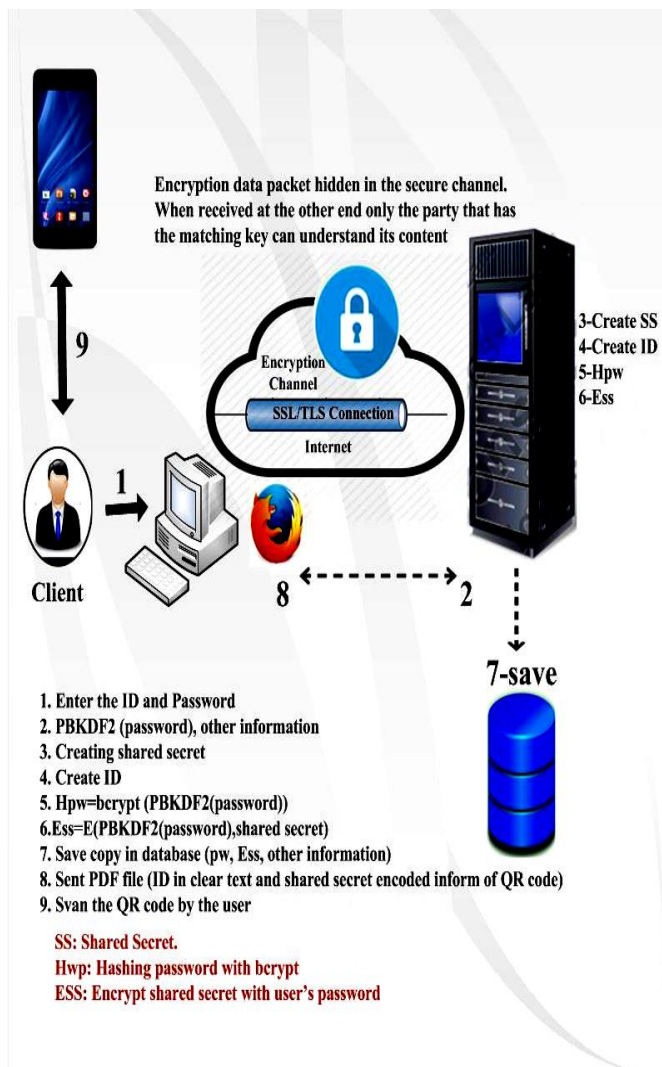 Encryption data packet hidden in the secure channel.
When received at the other end only the party that has
the matching key can understand its content
3-Create SS
4-Create ID
5-Hpw
6-Ess
Encryption
Channel
SSL/TLS Connection
Internet
9
1
Client
8
2
7-save
1. Enter the ID and Password
2. PBKDF2 (password), other information
3. Creating shared secret
4. Create ID
5. Hpw=bcrypt (PBKDF2(password))
6.Ess=E(PBKDF2(password),shared secret)
7. Save copy in database (pw, Ess, other information)
8. Sent PDF file (ID in clear text and shared secret encoded inform of QR code)
9. Svan the QR code by the user
SS: Shared Secret.
Hwp: Hashing password with bcrypt
ESS: Encrypt shared secret with user's password